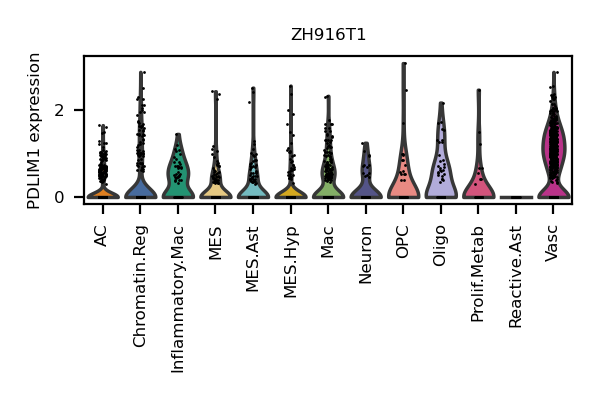 ZH916T1
PDLIM1 expression
2
0
AC
Chromatin.Reg
Inflammatory.Mac
MES
MES.Ast
MES.Hyp
Mac
Neuron
OPC
Oligo
Prolif.Metab
Reactive.Ast
Vasc